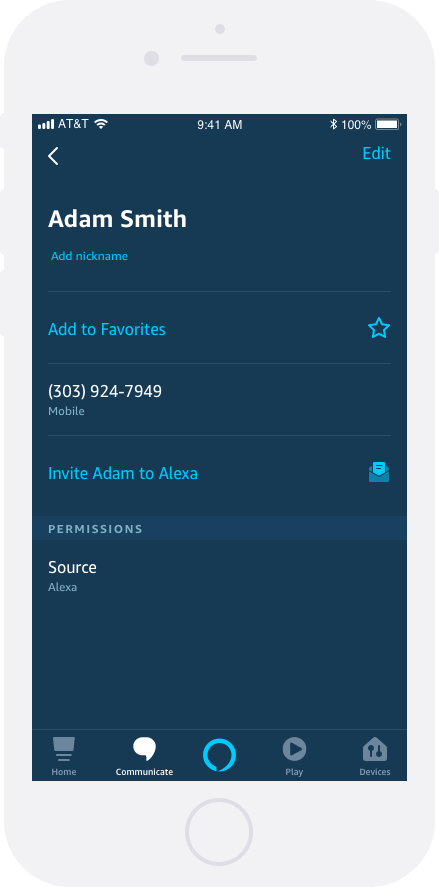 AT&T 9:41 AM 100%
Edit
Adam Smith
Add nickname
Add to Favorites
(303) 924-7949
Mobile
Invite Adam to Alexa
PERMISSIONS
Source
Alexa
Home Communicate Play Devices